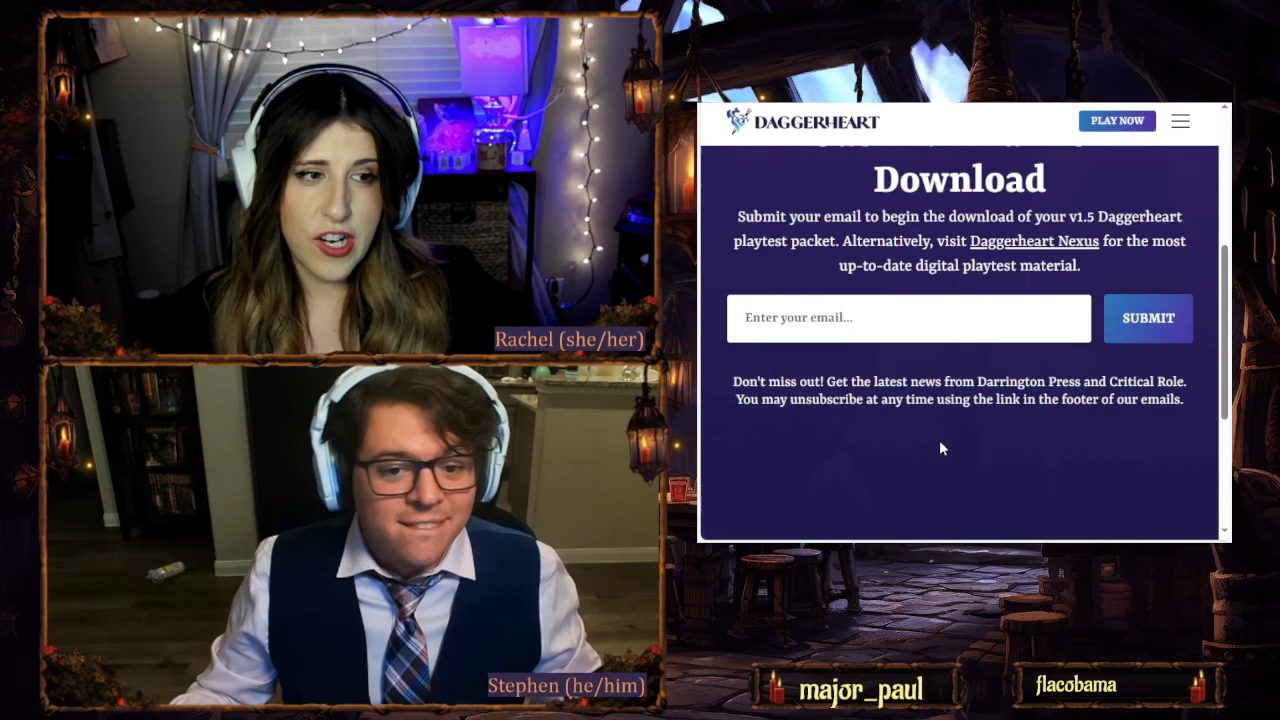 Rachel (she/her)
Stephen (he/him)
DAGGERHEART
PLAY NOW
Download
Submit your email to begin the download of your v1.5 Daggerheart
playtest packet. Alternatively, visit Daggerheart Nexus for the most
up-to-date digital playtest material.
Enter your email...
SUBMIT
Don't miss out! Get the latest news from Darrington Press and Critical Role.
You may unsubscribe at any time using the link in the footer of our emails.
major_paul
flacobama